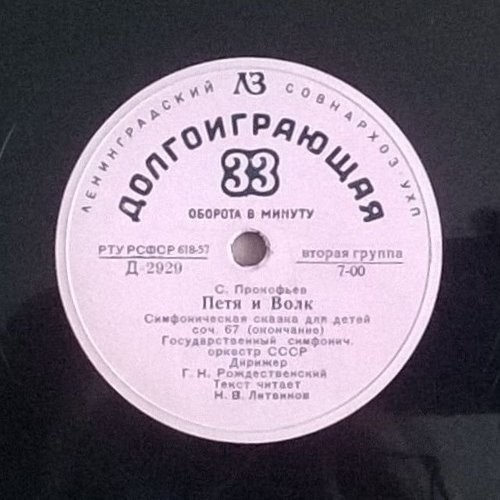 ЛЕНИНГРАДСКИЙ ЛЗ СОВНАРХОЗ·УХП
ДОЛГОИГРАЮЩАЯ
33
ОБОРОТА В МИНУТУ
РТУ РСФСР 618-57
Д-2929
вторая группа
7-00
С. Прокофьев
Петя и Волк
Симфоническая сказка для детей
соч. 67 (окончание)
Государственный симфонич.
оркестр СССР
Дирижер
Г. Н. Рождественский
Текст читает
Н. В. Литвинов